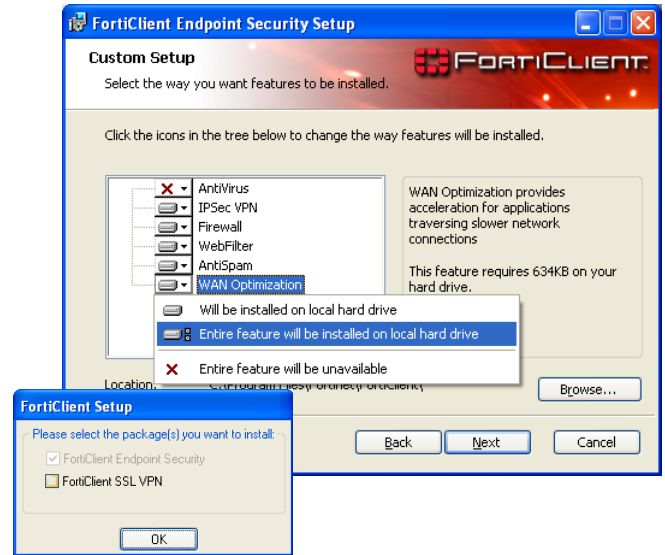 FortiClient Endpoint Security Setup
Custom Setup
Select the way you want features to be installed.
FORTICLIENT
Click the icons in the tree below to change the way features will be installed.
AntiVirus
IPSec VPN
Firewall
WebFilter
AntiSpam
WAN Optimization
WAN Optimization provides
acceleration for applications
traversing slower network
connections
This feature requires 634KB on your
hard drive.
Will be installed on local hard drive
Entire feature will be installed on local hard drive
Entire feature will be unavailable
Location: C:\Program Files\Fortinet\FortiClient\
Browse...
Back
Next
Cancel
FortiClient Setup
Please select the package(s) you want to install:
FortiClient Endpoint Security
FortiClient SSL VPN
OK